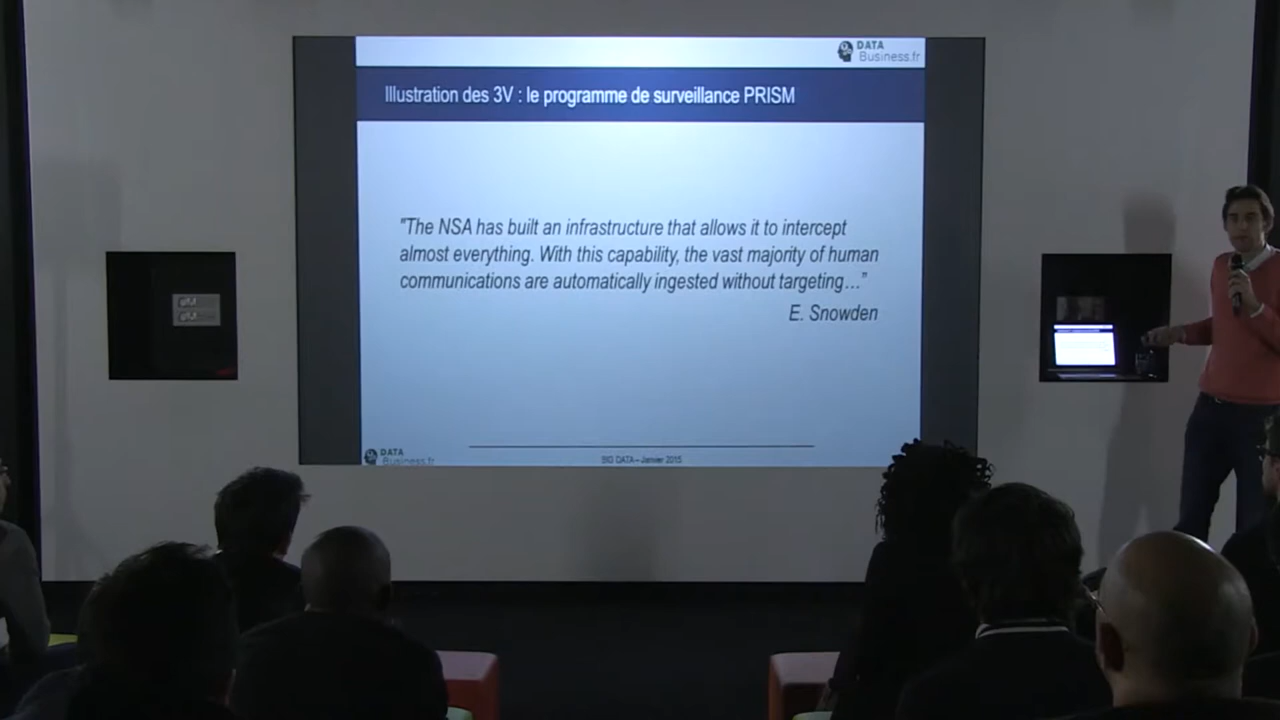 DATA
Business.fr
Illustration des 3V : le programme de surveillance PRISM
"The NSA has built an infrastructure that allows it to intercept
almost everything. With this capability, the vast majority of human
communications are automatically ingested without targeting…"
E. Snowden
DATA
Business.fr
BIG DATA – Janvier 2015